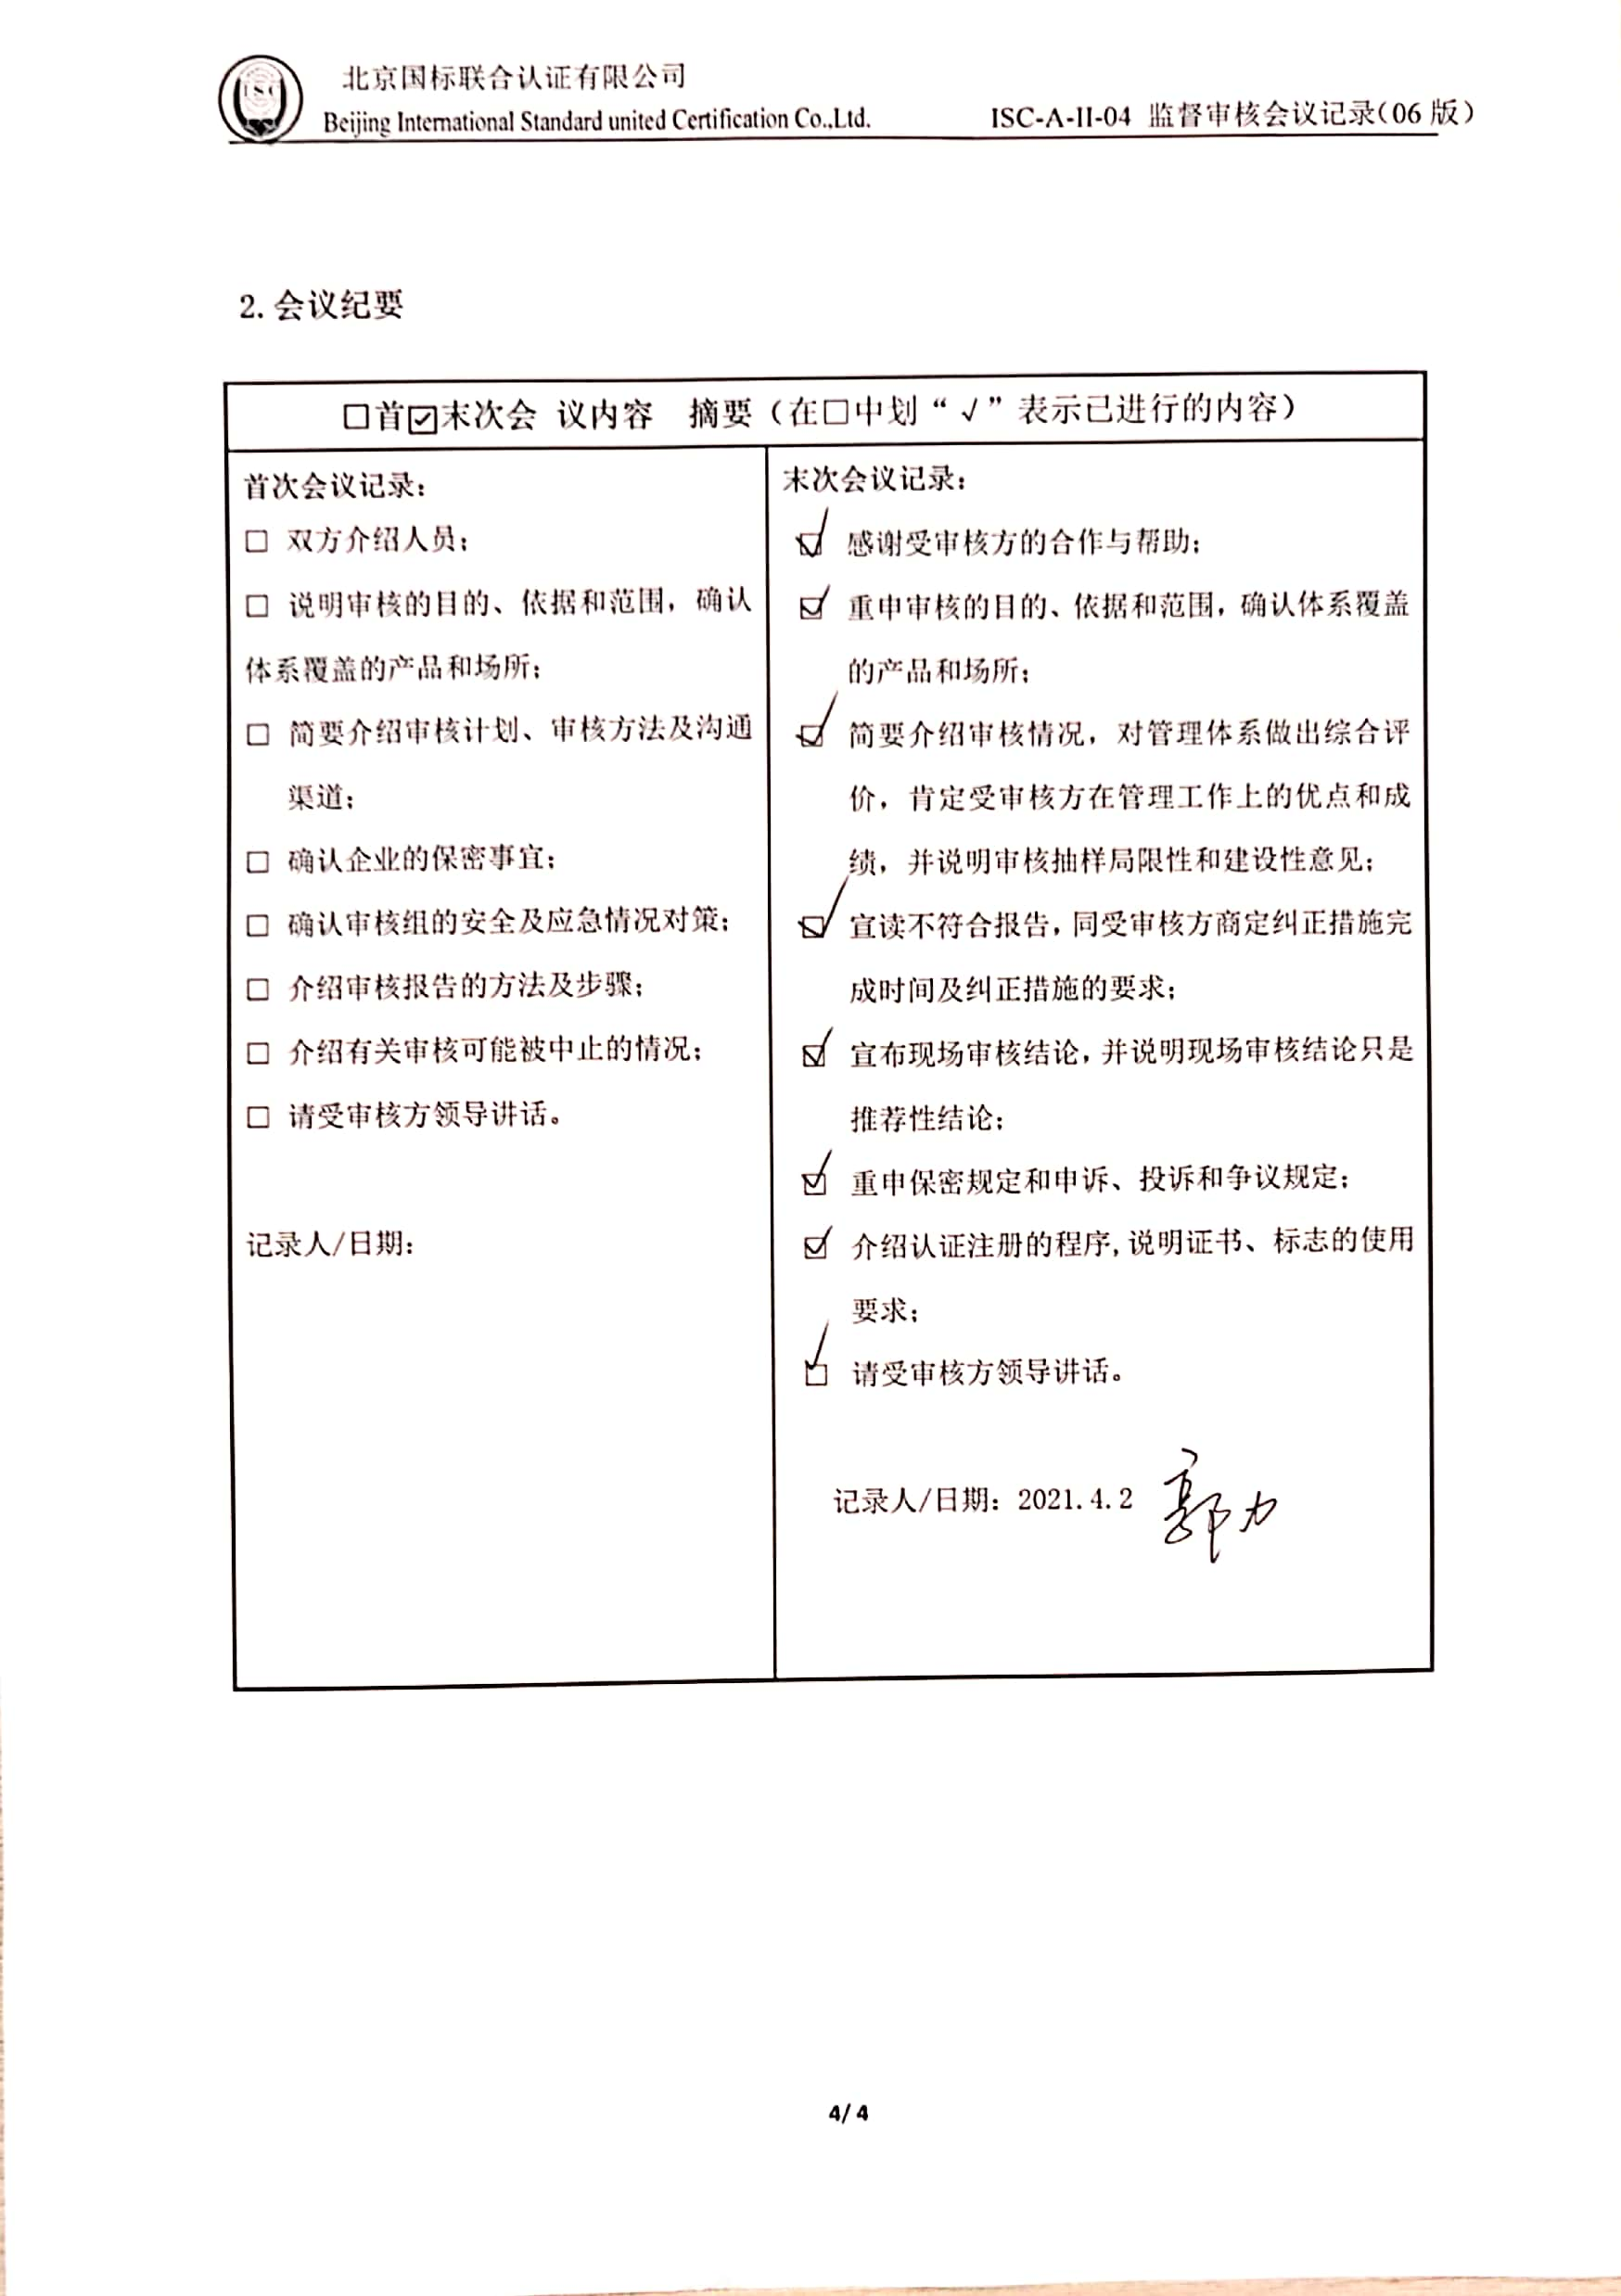 ISC
北京国标联合认证有限公司
Beijing International Standard united Certification Co.,Ltd.
ISC-A-II-04 监督审核会议记录(06 版)
2. 会议纪要
□首☑末次会 议内容 摘要（在□中划“√”表示已进行的内容）
首次会议记录：
□ 双方介绍人员；
□ 说明审核的目的、依据和范围，确认
体系覆盖的产品和场所；
□ 简要介绍审核计划、审核方法及沟通
渠道；
□ 确认企业的保密事宜；
□ 确认审核组的安全及应急情况对策；
□ 介绍审核报告的方法及步骤；
□ 介绍有关审核可能被中止的情况；
□ 请受审核方领导讲话。
记录人/日期：
末次会议记录：
☑ 感谢受审核方的合作与帮助；
☑ 重申审核的目的、依据和范围，确认体系覆盖
的产品和场所；
☑ 简要介绍审核情况，对管理体系做出综合评
价，肯定受审核方在管理工作上的优点和成
绩，并说明审核抽样局限性和建设性意见；
☑ 宣读不符合报告，同受审核方商定纠正措施完
成时间及纠正措施的要求；
☑ 宣布现场审核结论，并说明现场审核结论只是
推荐性结论；
☑ 重申保密规定和申诉、投诉和争议规定；
☑ 介绍认证注册的程序，说明证书、标志的使用
要求；
☑ 请受审核方领导讲话。
记录人/日期：2021.4.2 郭力
4/ 4